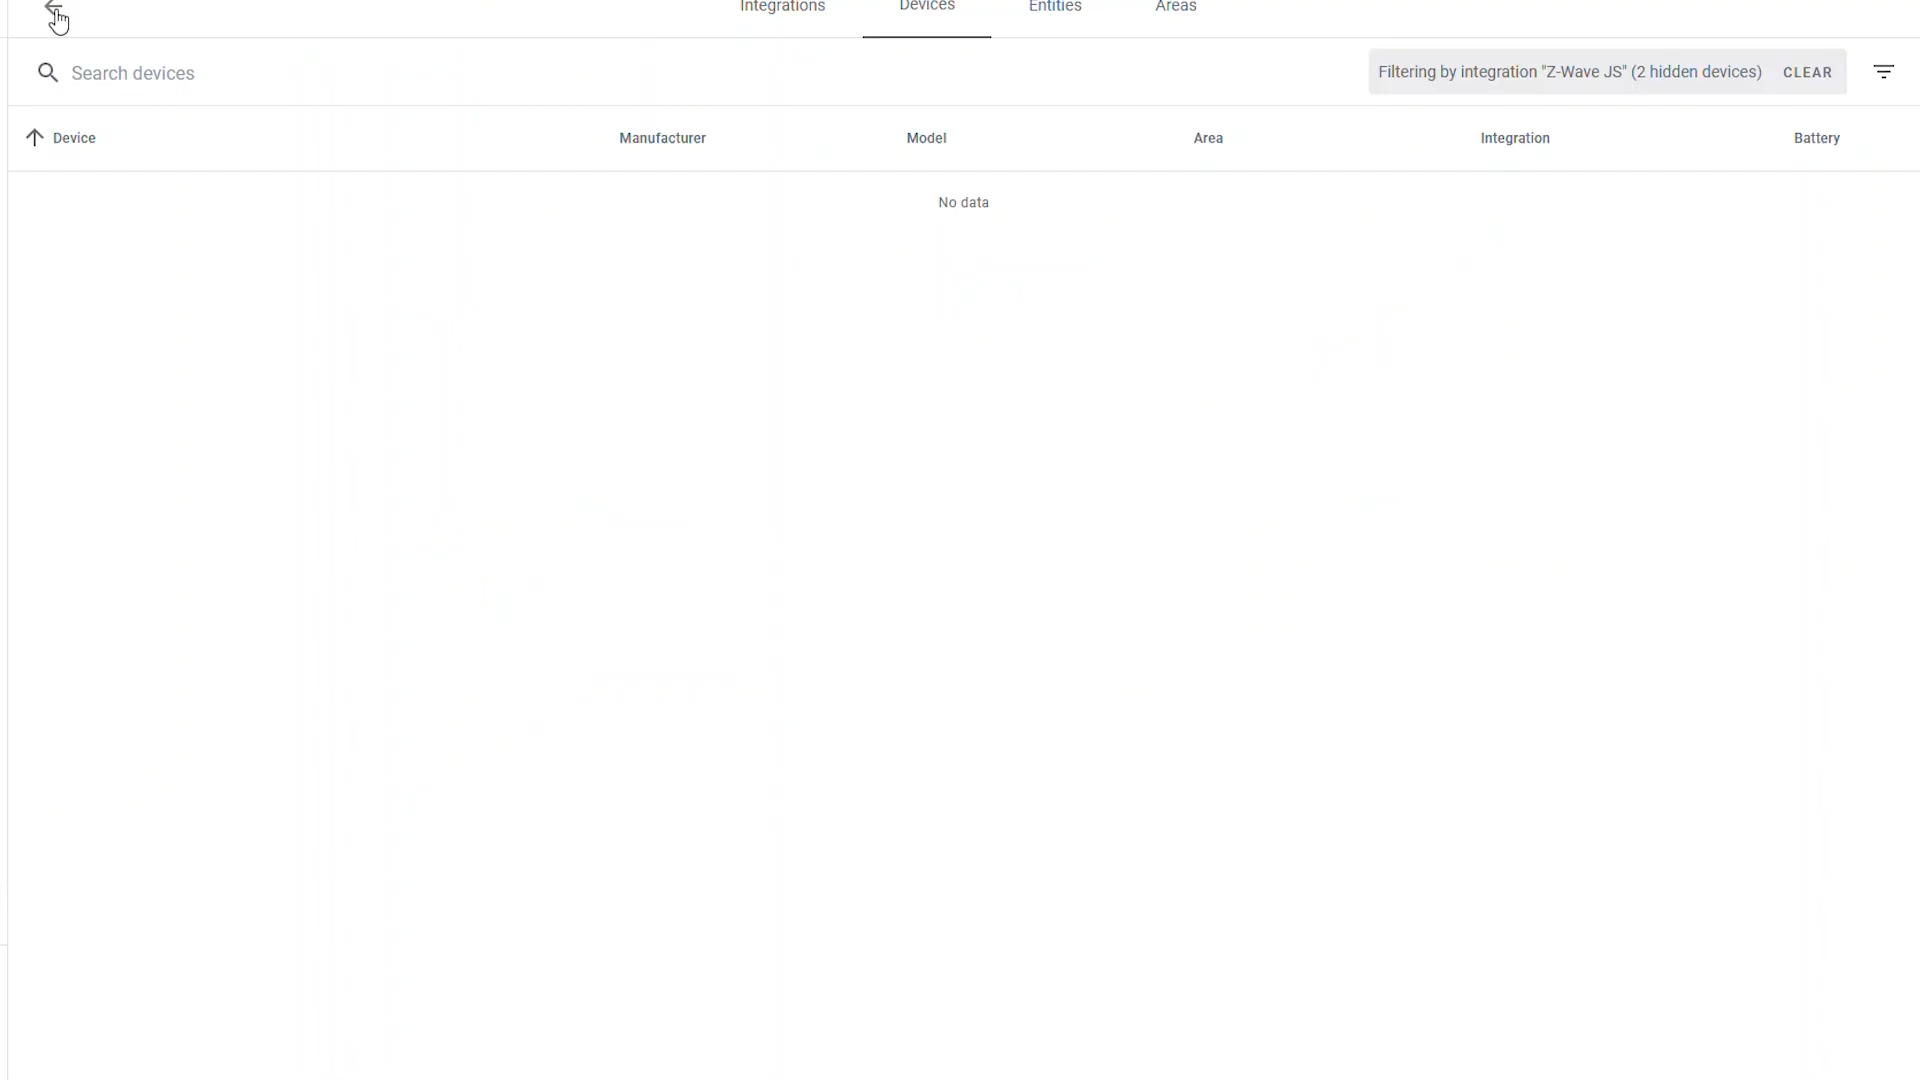 Integrations Devices Entities Areas
Search devices Filtering by integration "Z-Wave JS" (2 hidden devices) CLEAR
Device Manufacturer Model Area Integration Battery
No data